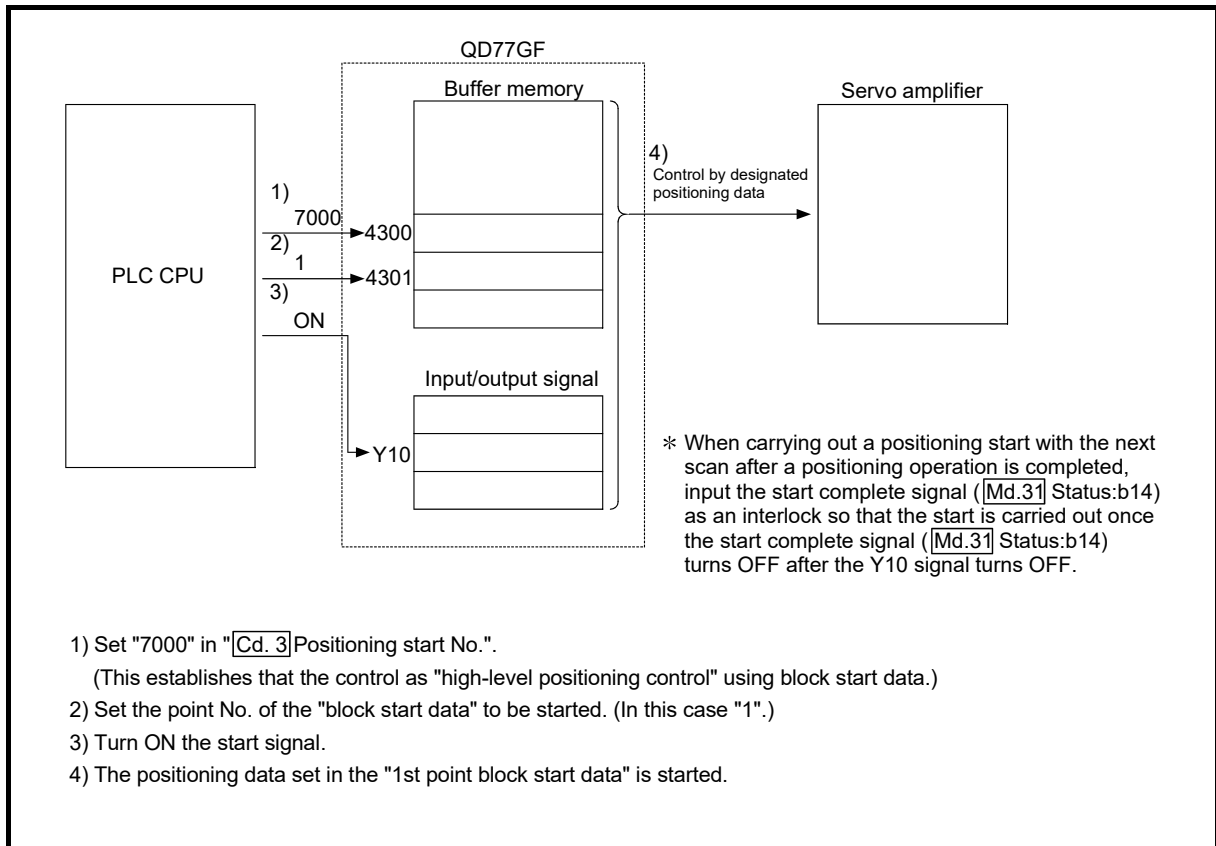 QD77GF
Buffer memory
Servo amplifier
4)
Control by designated
positioning data
1)
7000
4300
2)
1
4301
PLC CPU
3)
ON
Input/output signal
Y10
* When carrying out a positioning start with the next
scan after a positioning operation is completed,
input the start complete signal ( Md.31 Status:b14)
as an interlock so that the start is carried out once
the start complete signal ( Md.31 Status:b14)
turns OFF after the Y10 signal turns OFF.
1) Set "7000" in " Cd. 3 Positioning start No.".
(This establishes that the control as "high-level positioning control" using block start data.)
2) Set the point No. of the "block start data" to be started. (In this case "1".)
3) Turn ON the start signal.
4) The positioning data set in the "1st point block start data" is started.